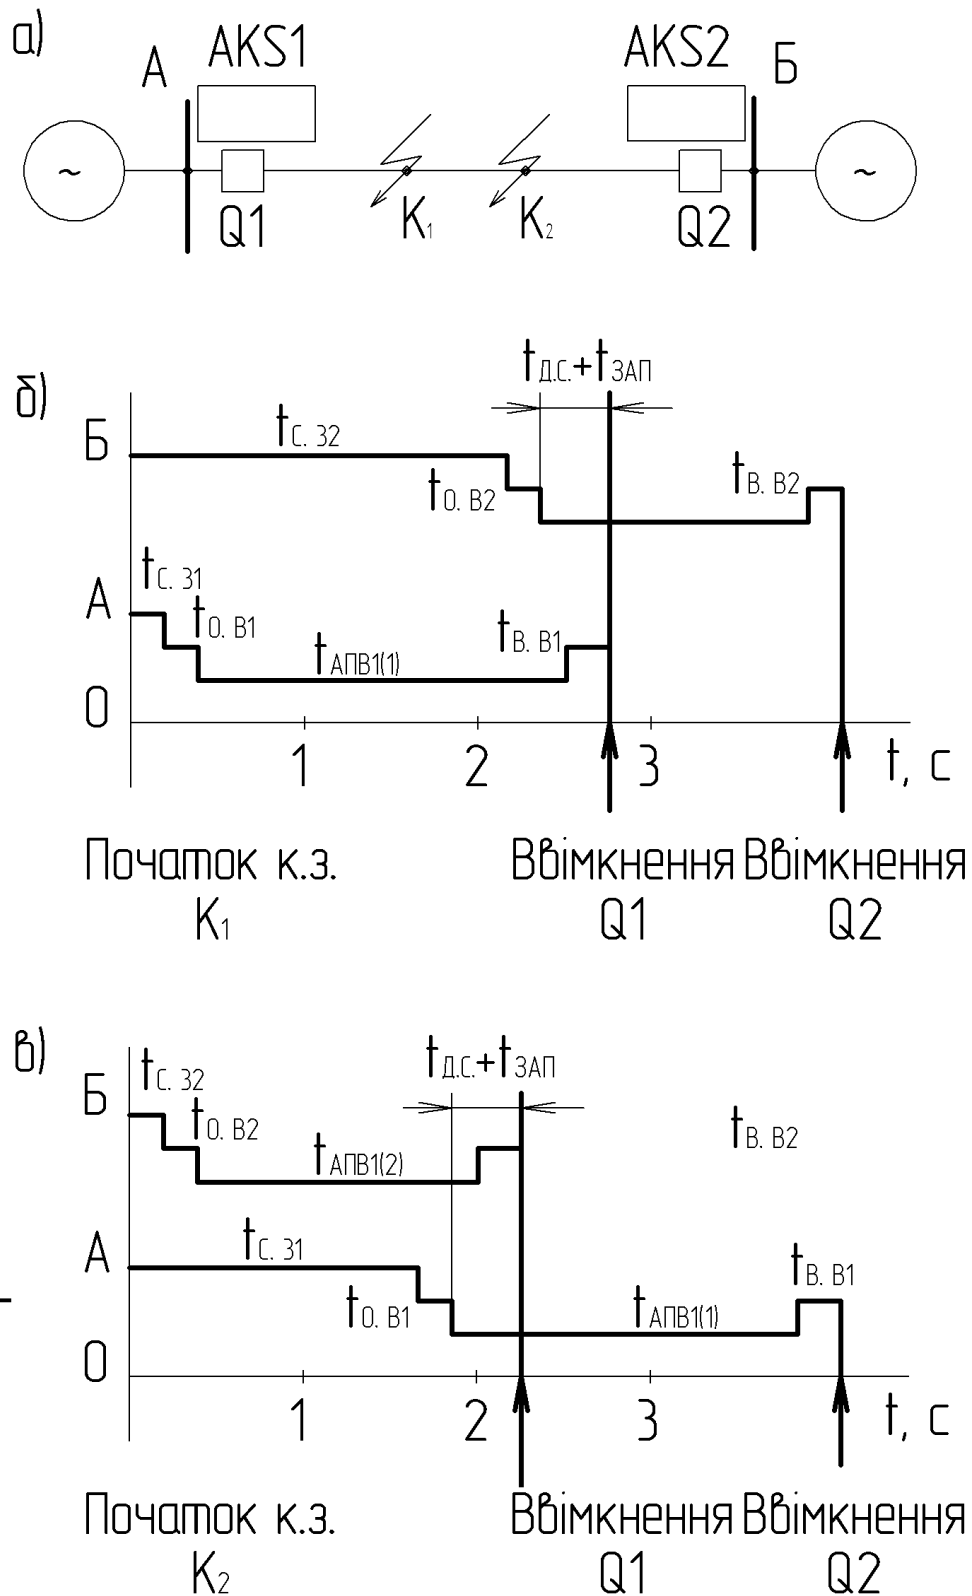 а)
А AKS1 AKS2 Б
~ ~
Q1 K1 K2 Q2
б)
tД.С.+tЗАП
Б tС. З2
tО. В2 tВ. В2
tС. З1
А tО. В1
tАПВ1(1) tВ. В1
О
1 2 3 t, с
Початок к.з. Ввімкнення Ввімкнення
K1 Q1 Q2
в)
tД.С.+tЗАП
tС. З2
Б tО. В2 tВ. В2
tАПВ1(2)
А tС. З1
tО. В1 tАПВ1(1) tВ. В1
О
1 2 3 t, с
Початок к.з. Ввімкнення Ввімкнення
K2 Q1 Q2